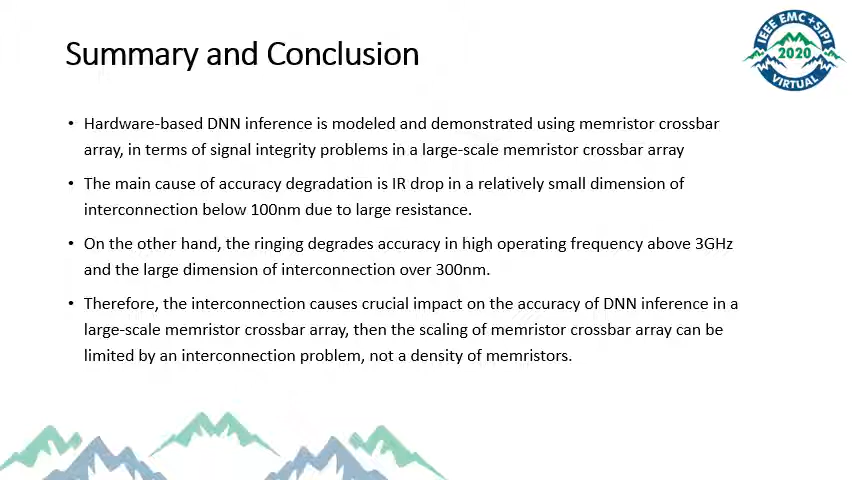 Summary and Conclusion
IEEE EMC+SIPI
2020
VIRTUAL
• Hardware-based DNN inference is modeled and demonstrated using memristor crossbar
array, in terms of signal integrity problems in a large-scale memristor crossbar array
• The main cause of accuracy degradation is IR drop in a relatively small dimension of
interconnection below 100nm due to large resistance.
• On the other hand, the ringing degrades accuracy in high operating frequency above 3GHz
and the large dimension of interconnection over 300nm.
• Therefore, the interconnection causes crucial impact on the accuracy of DNN inference in a
large-scale memristor crossbar array, then the scaling of memristor crossbar array can be
limited by an interconnection problem, not a density of memristors.